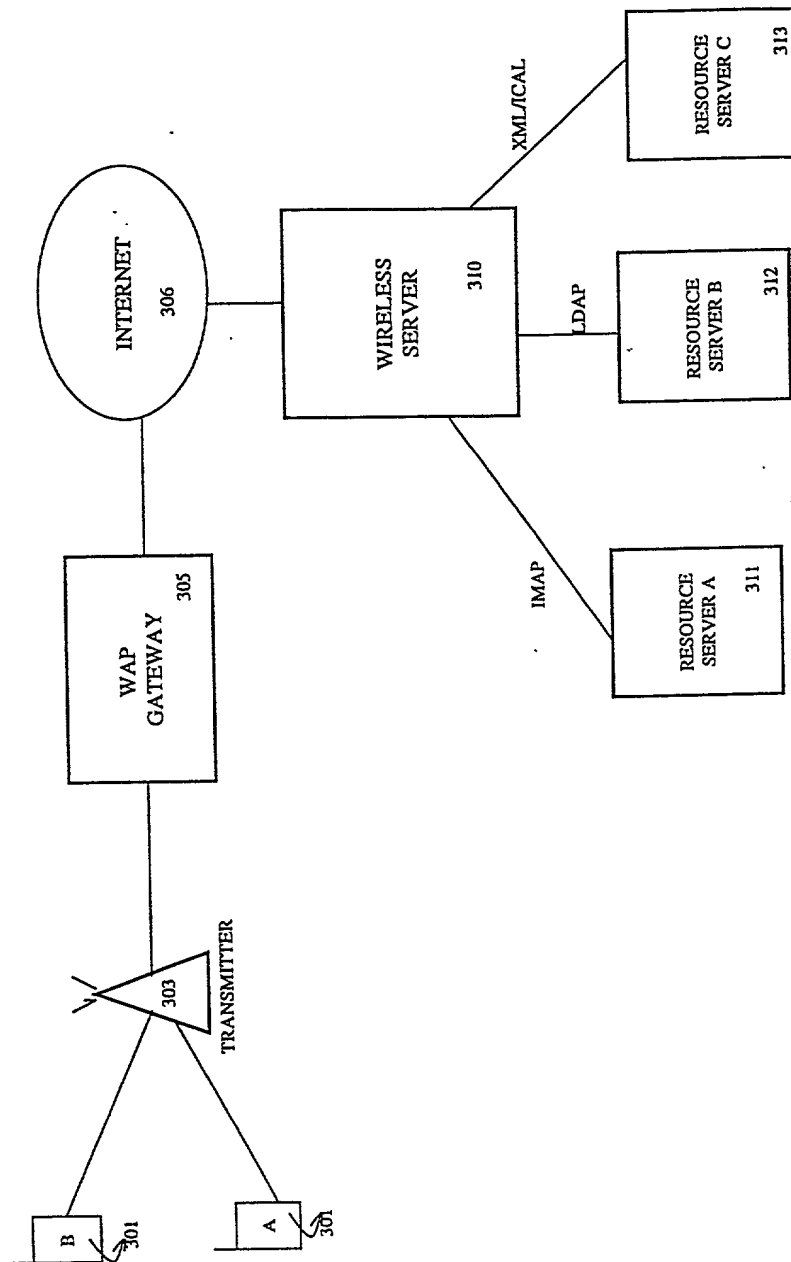 B
301
A
301
303
TRANSMITTER
WAP
GATEWAY
305
INTERNET
306
WIRELESS
SERVER
310
IMAP
LDAP
XML/ICAL
RESOURCE
SERVER A
311
RESOURCE
SERVER B
312
RESOURCE
SERVER C
313